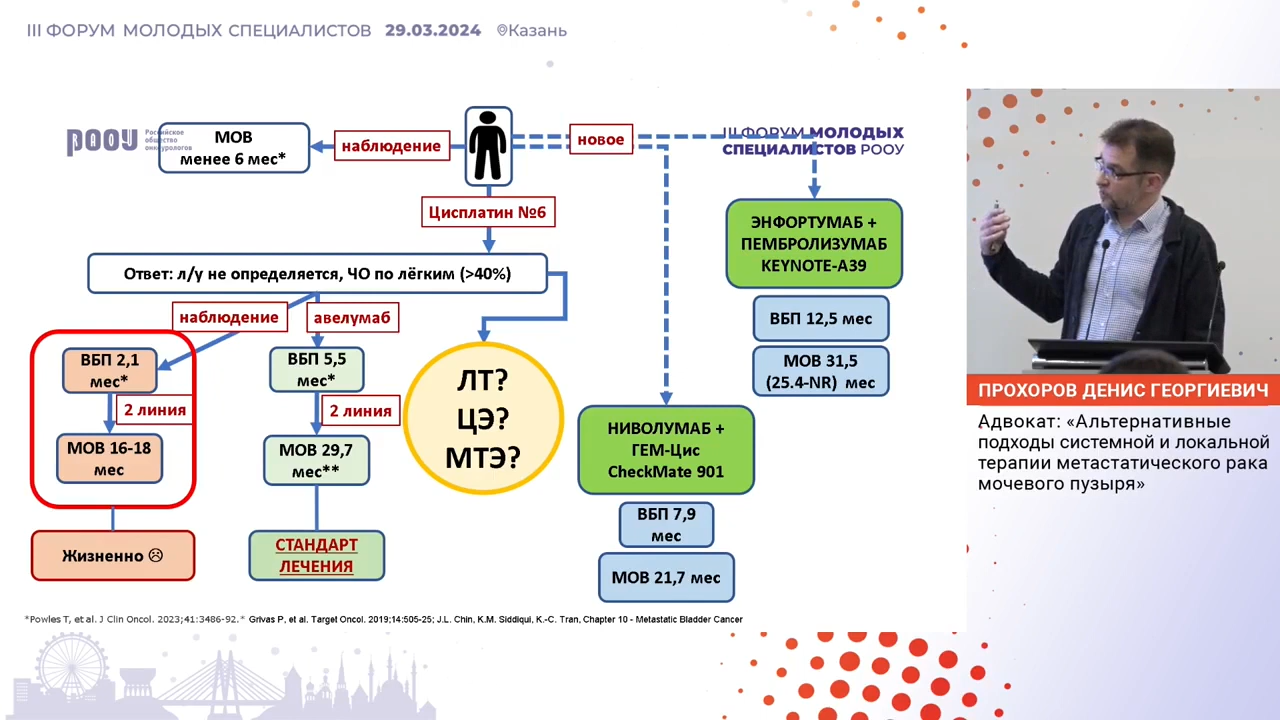 III ФОРУМ МОЛОДЫХ СПЕЦИАЛИСТОВ 29.03.2024 Казань
РООУ
Российское
общество
онкоурологов
МОВ
менее 6 мес*
наблюдение
новое
III ФОРУМ МОЛОДЫХ
СПЕЦИАЛИСТОВ РООУ
Цисплатин №6
ЭНФОРТУМАБ +
ПЕМБРОЛИЗУМАБ
KEYNOTE-A39
Ответ: л/у не определяется, ЧО по лёгким (>40%)
наблюдение
авелумаб
ВБП 12,5 мес
МОВ 31,5
(25.4-NR) мес
ВБП 2,1
мес*
ВБП 5,5
мес*
ЛТ?
ЦЭ?
МТЭ?
2 линия
2 линия
МОВ 16-18
мес
МОВ 29,7
мес**
НИВОЛУМАБ +
ГЕМ-Цис
CheckMate 901
ВБП 7,9
мес
МОВ 21,7 мес
Жизненно ☹
СТАНДАРТ
ЛЕЧЕНИЯ
*Powles T, et al. J Clin Oncol. 2023;41:3486-92.* Grivas P, et al. Target Oncol. 2019;14:505-25; J.L. Chin, K.M. Siddiqui, K.-C. Tran, Chapter 10 - Metastatic Bladder Cancer
ПРОХОРОВ ДЕНИС ГЕОРГИЕВИЧ
Адвокат: «Альтернативные
подходы системной и локальной
терапии метастатического рака
мочевого пузыря»